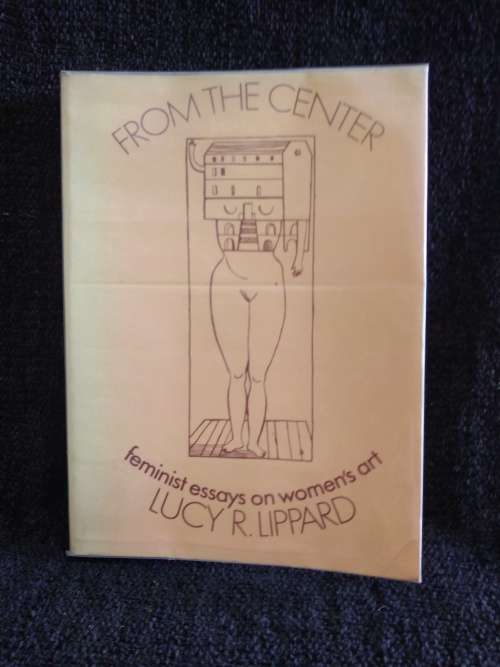 FROM THE CENTER
feminist essays on women's art
LUCY R. LIPPARD